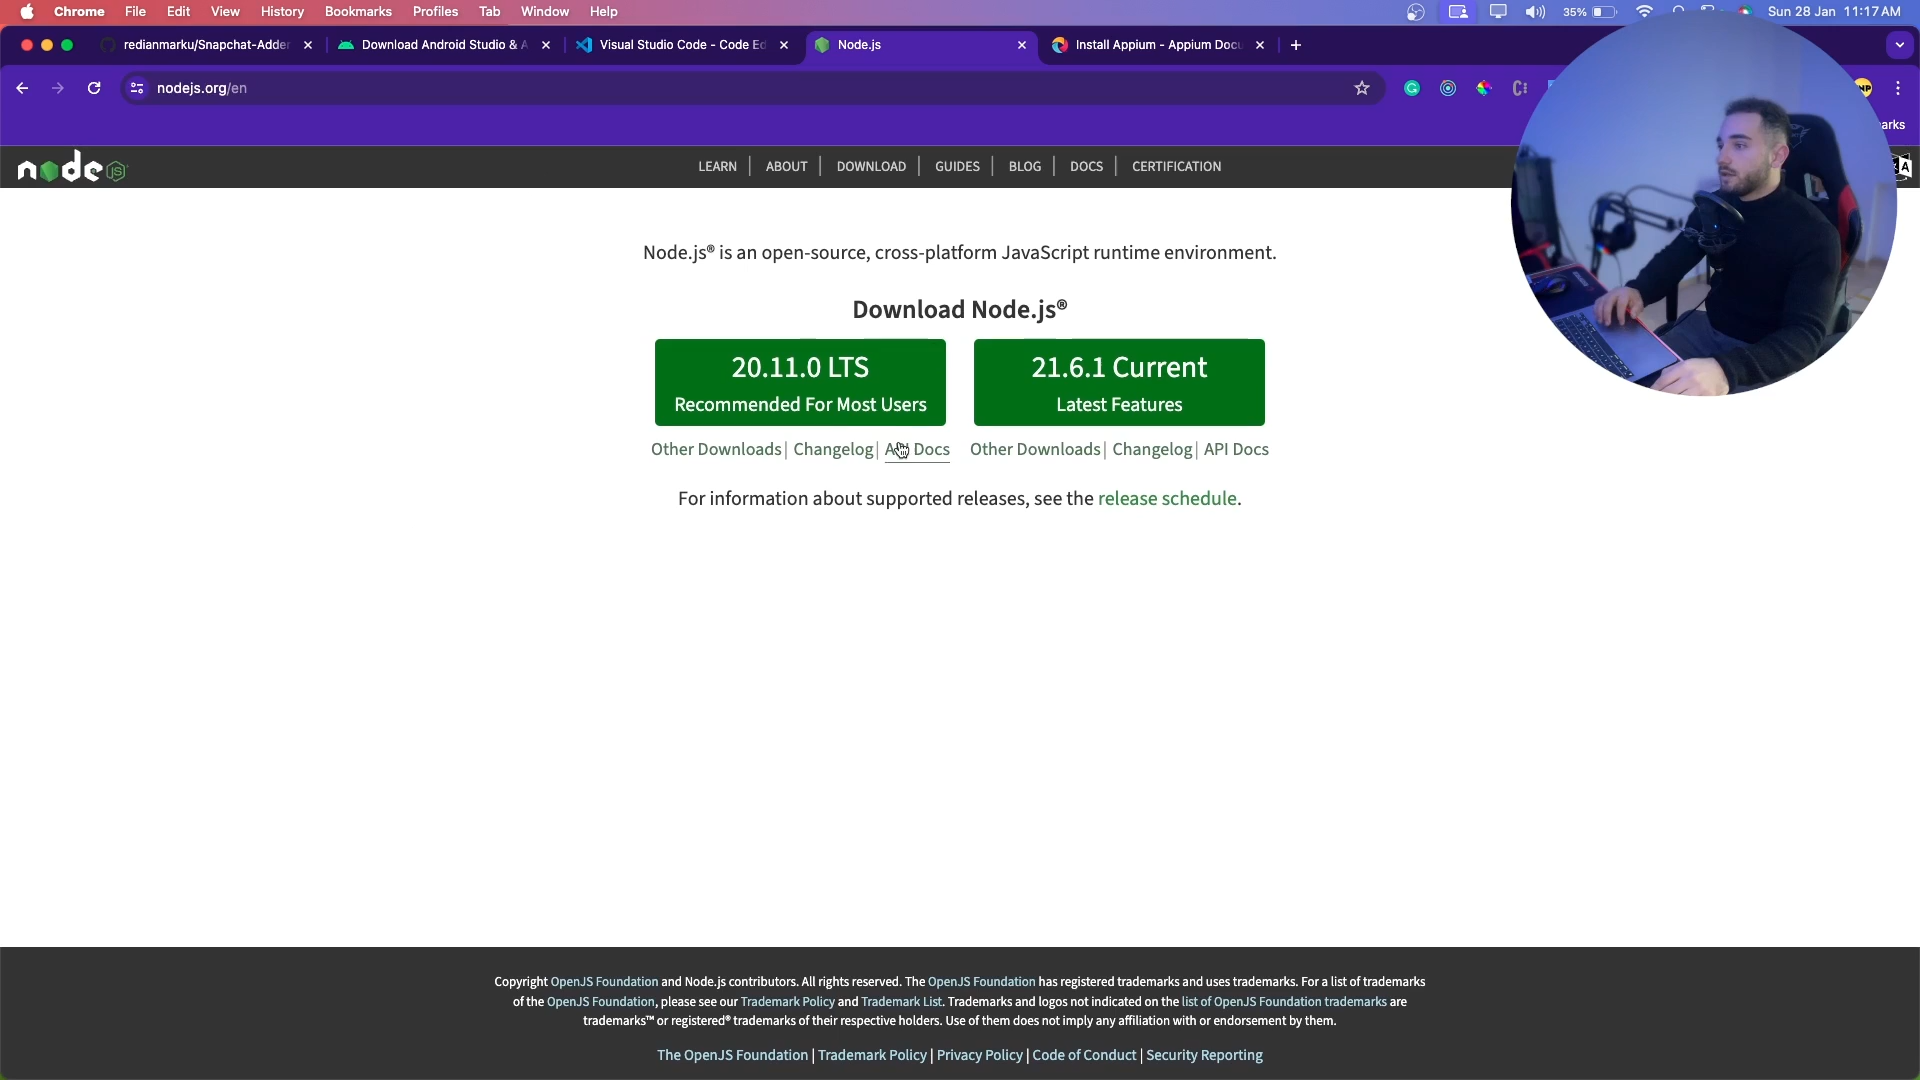 Chrome File Edit View History Bookmarks Profiles Tab Window Help 35% Sun 28 Jan 11:17 AM
redianmarku/Snapchat-Adder Download Android Studio & A Visual Studio Code - Code Ed Node.js Install Appium - Appium Docu
nodejs.org/en
arks
node JS
LEARN | ABOUT | DOWNLOAD | GUIDES | BLOG | DOCS | CERTIFICATION
Node.js® is an open-source, cross-platform JavaScript runtime environment.
Download Node.js®
20.11.0 LTS
Recommended For Most Users
21.6.1 Current
Latest Features
Other Downloads | Changelog | API Docs
Other Downloads | Changelog | API Docs
For information about supported releases, see the release schedule.
Copyright OpenJS Foundation and Node.js contributors. All rights reserved. The OpenJS Foundation has registered trademarks and uses trademarks. For a list of trademarks
of the OpenJS Foundation, please see our Trademark Policy and Trademark List. Trademarks and logos not indicated on the list of OpenJS Foundation trademarks are
trademarks™ or registered® trademarks of their respective holders. Use of them does not imply any affiliation with or endorsement by them.
The OpenJS Foundation | Trademark Policy | Privacy Policy | Code of Conduct | Security Reporting